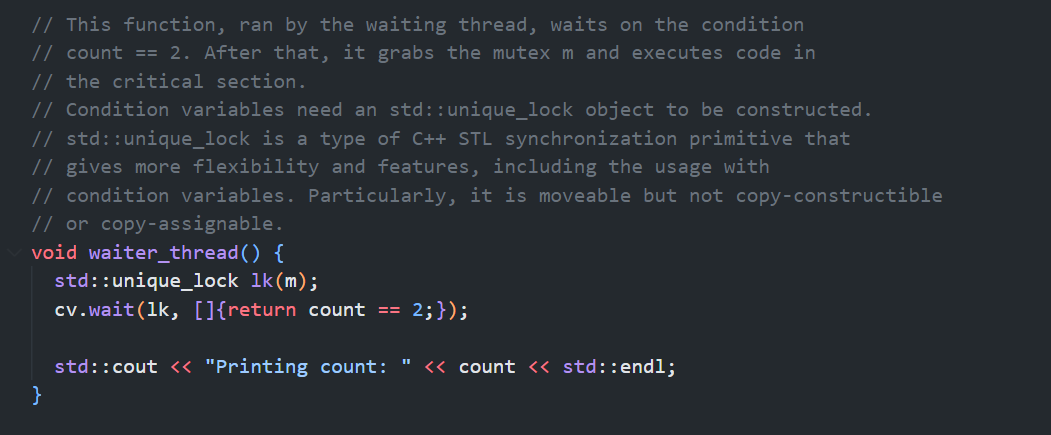 // This function, ran by the waiting thread, waits on the condition
// count == 2. After that, it grabs the mutex m and executes code in
// the critical section.
// Condition variables need an std::unique_lock object to be constructed.
// std::unique_lock is a type of C++ STL synchronization primitive that
// gives more flexibility and features, including the usage with
// condition variables. Particularly, it is moveable but not copy-constructible
// or copy-assignable.
void waiter_thread() {
  std::unique_lock lk(m);
  cv.wait(lk, []{return count == 2;});

  std::cout << "Printing count: " << count << std::endl;
}